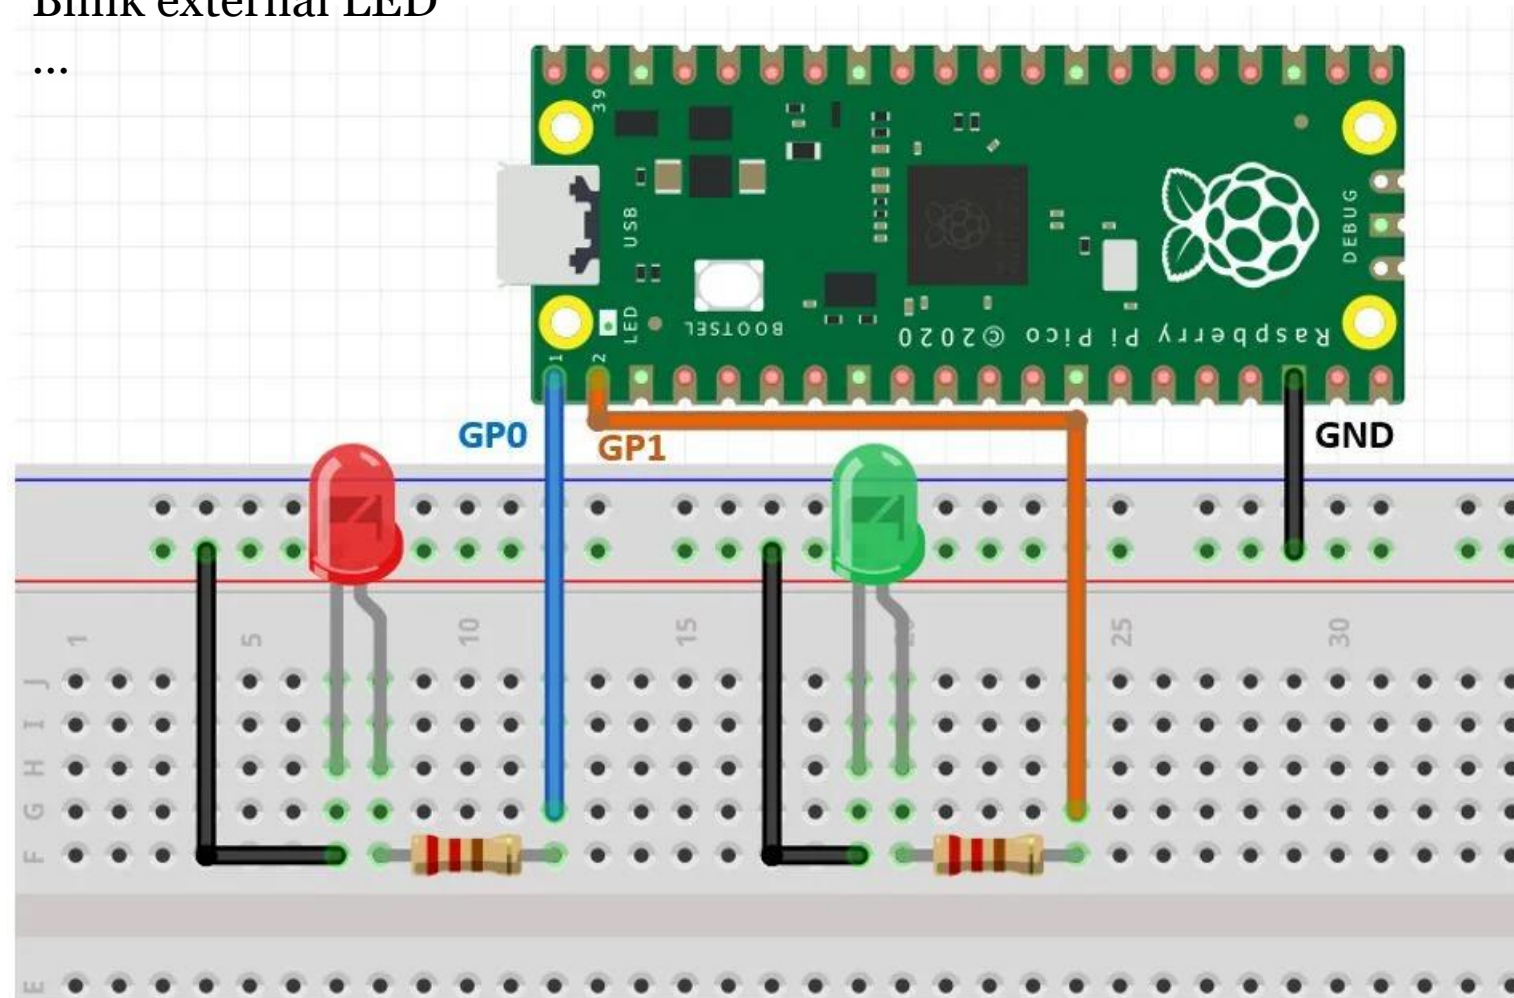 Blink external LED
...
39
USB
DEBUG
LED
BOOTSEL
Raspberry Pi Pico © 2020
1
2
GP0
GP1
GND
1
5
10
15
20
25
30
J
I
H
G
F
E